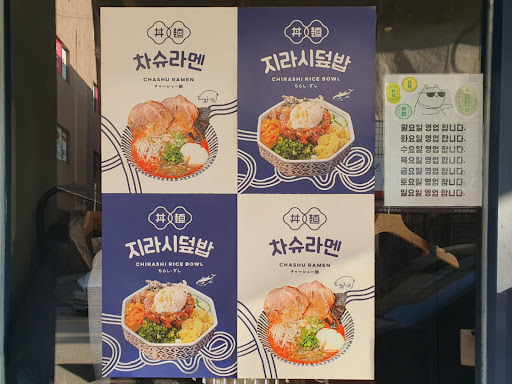 丼 麺
차슈라멘
CHASHU RAMEN
チャーシュー麺
丼 麺
지라시덮밥
CHIRASHI RICE BOWL
ちらし・ずし
丼 麺
지라시덮밥
CHIRASHI RICE BOWL
ちらし・ずし
丼 麺
차슈라멘
CHASHU RAMEN
チャーシュー麺
월요일 영업 합니다.
화요일 영업 합니다.
수요일 영업 합니다.
목요일 영업 합니다.
금요일 영업 합니다.
토요일 영업 합니다.
일요일 영업 합니다.